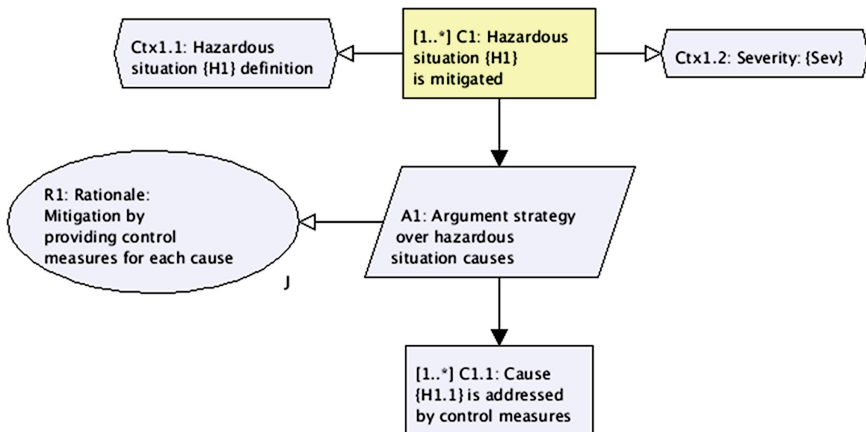 Ctx1.1: Hazardous
situation {H1} definition
[1..*] C1: Hazardous
situation {H1}
is mitigated
Ctx1.2: Severity: {Sev}
R1: Rationale:
Mitigation by
providing control
measures for each cause
J
A1: Argument strategy
over hazardous
situation causes
[1..*] C1.1: Cause
{H1.1} is addressed
by control measures